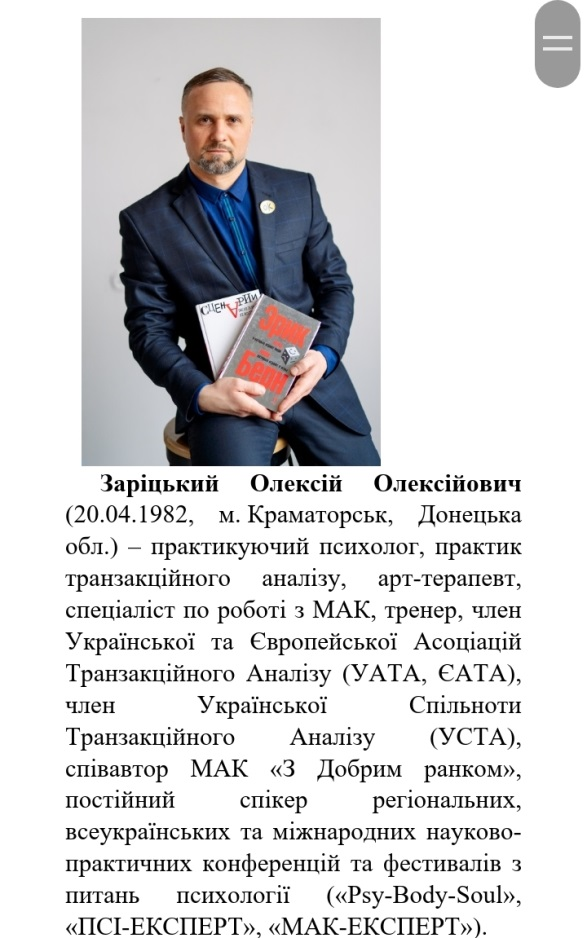 СЦЕНАРИИ
Эрик
Берн
Заріцький Олексій Олексійович
(20.04.1982, м. Краматорськ, Донецька
обл.) – практикуючий психолог, практик
транзакційного аналізу, арт-терапевт,
спеціаліст по роботі з МАК, тренер, член
Української та Європейської Асоціацій
Транзакційного Аналізу (УАТА, ЄАТА),
член Української Спільноти
Транзакційного Аналізу (УСТА),
співавтор МАК «З Добрим ранком»,
постійний спікер регіональних,
всеукраїнських та міжнародних науково-
практичних конференцій та фестивалів з
питань психології («Psy-Body-Soul»,
«ПСІ-ЕКСПЕРТ», «МАК-ЕКСПЕРТ»).